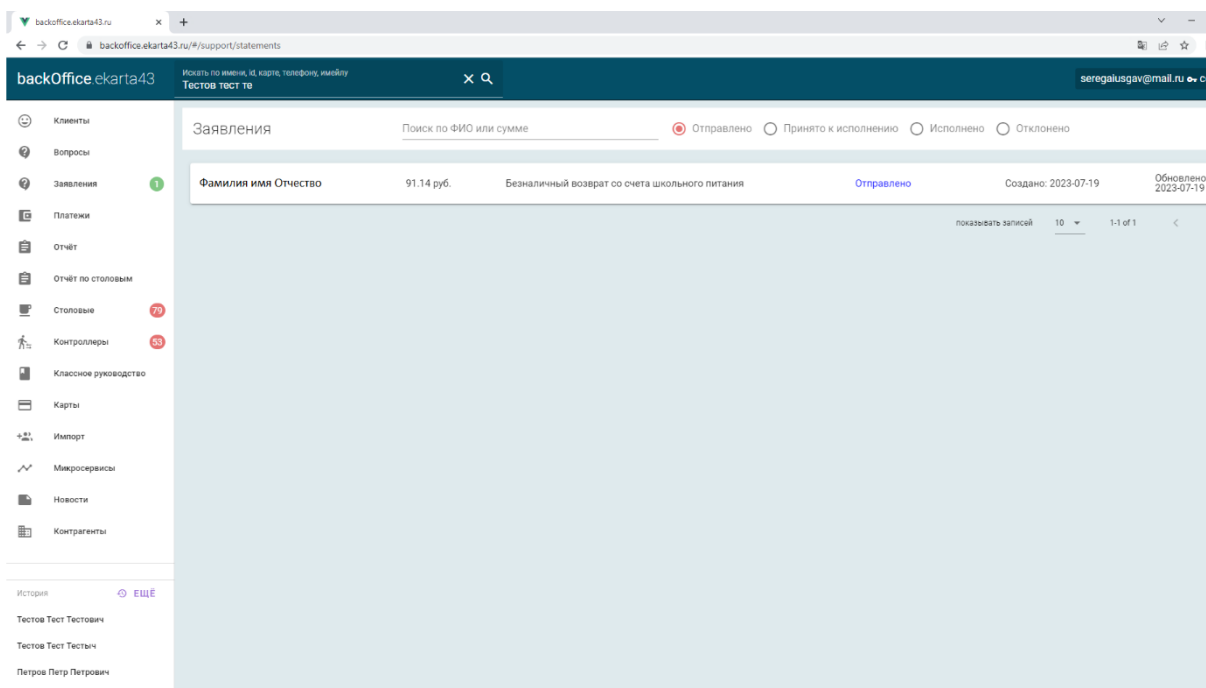 backoffice.ekarta43.ru
backoffice.ekarta43.ru/#/support/statements
backOffice.ekarta43
Искать по имени, id, карте, телефону, имейлу
Тестов тест те
seregaiusgav@mail.ru
Клиенты
Заявления
Поиск по ФИО или сумме
Отправлено
Принято к исполнению
Исполнено
Отклонено
Вопросы
Заявления 1
Фамилия имя Отчество
91.14 руб.
Безналичный возврат со счета школьного питания
Отправлено
Создано: 2023-07-19
Обновлено
2023-07-19
Платежи
показывать записей 10 1-1 of 1
Отчёт
Отчёт по столовым
Столовые 79
Контроллеры 53
Классное руководство
Карты
Импорт
Микросервисы
Новости
Контрагенты
История ЕЩЁ
Тестов Тест Тестович
Тестов Тест Тестыч
Петров Петр Петрович